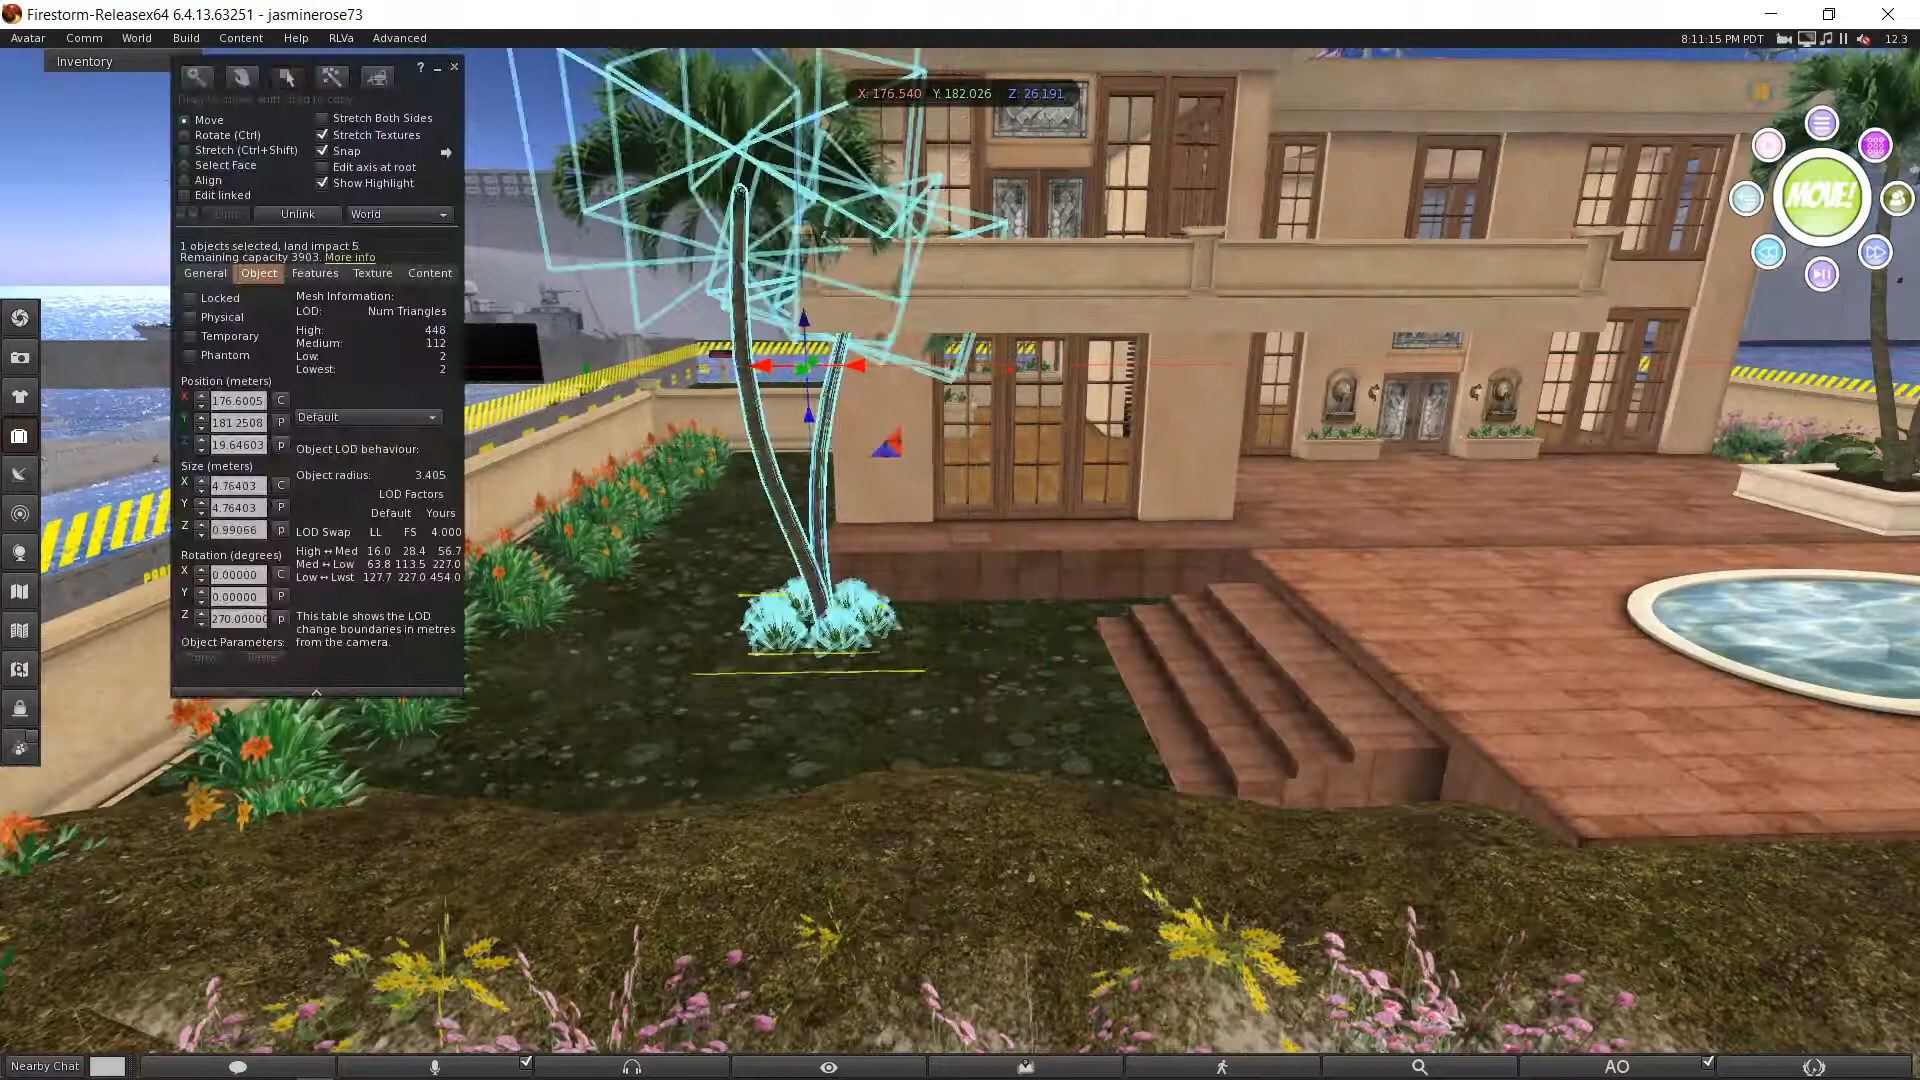 Firestorm-Releasex64 6.4.13.63251 - jasminerose73
Avatar Comm World Build Content Help RLVa Advanced
8:11:15 PM PDT 12.3
Inventory
?
X: 176.540 Y: 182.026 Z: 26.191
Move
Rotate (Ctrl)
Stretch (Ctrl+Shift)
Select Face
Align
Edit linked
Stretch Both Sides
Stretch Textures
Snap
Edit axis at root
Show Highlight
Link Unlink World
1 objects selected, land impact 5
Remaining capacity 3903. More info
General Object Features Texture Content
Locked
Physical
Temporary
Phantom
Position (meters)
X 176.6005 C
Y 181.2508 P
Z 19.64603 p
Size (meters)
X 4.76403 C
Y 4.76403 P
Z 0.99066 p
Rotation (degrees)
X 0.00000 C
Y 0.00000 P
Z 270.00000 p
Object Parameters:
Copy Paste
Mesh Information:
LOD: Num Triangles
High: 448
Medium: 112
Low: 2
Lowest: 2
Default
Object LOD behaviour:
Object radius: 3.405
LOD Factors
Default Yours
LOD Swap LL FS 4.000
High ↔ Med 16.0 28.4 56.7
Med ↔ Low 63.8 113.5 227.0
Low ↔ Lwst 127.7 227.0 454.0
This table shows the LOD
change boundaries in metres
from the camera.
MOVE!
Nearby Chat
AO